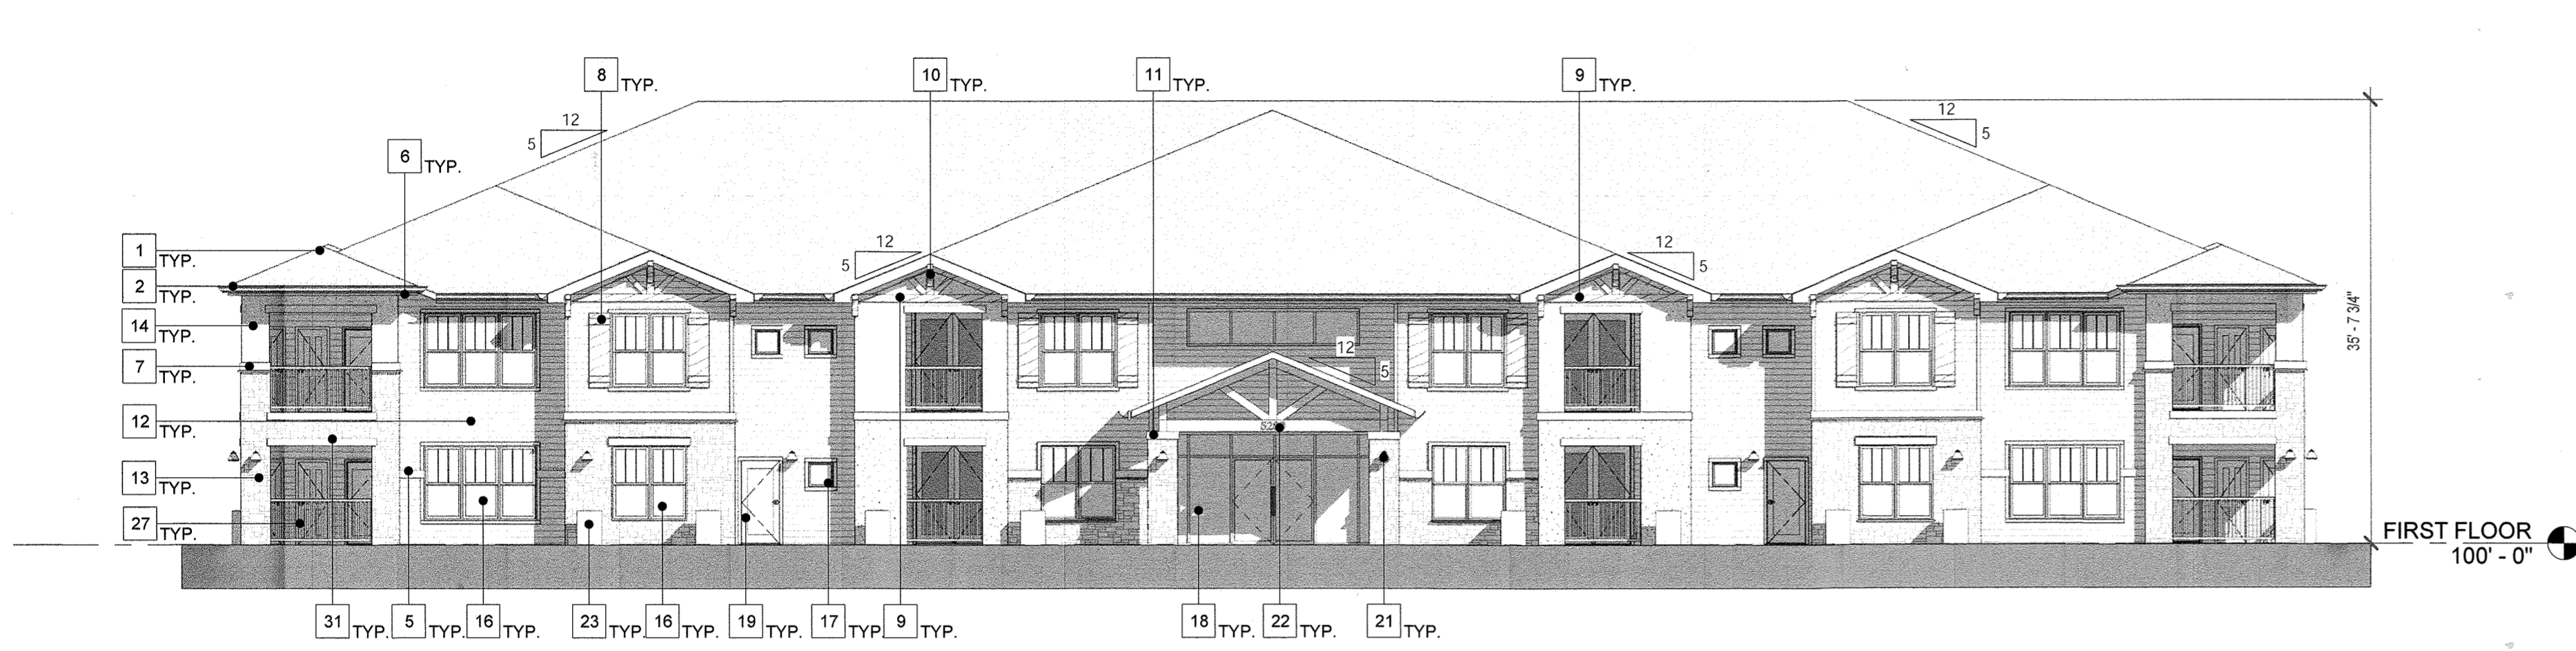 8 TYP.
10 TYP.
11 TYP.
9 TYP.
12
5
12
5
6 TYP.
1 TYP.
12
5
12
5
2 TYP.
14 TYP.
35' - 7 3/4"
12
5
7 TYP.
12 TYP.
13 TYP.
27 TYP.
FIRST FLOOR
100' - 0"
31 TYP.
5 TYP.
16 TYP.
23 TYP.
16 TYP.
19 TYP.
17 TYP.
9 TYP.
18 TYP.
22 TYP.
21 TYP.